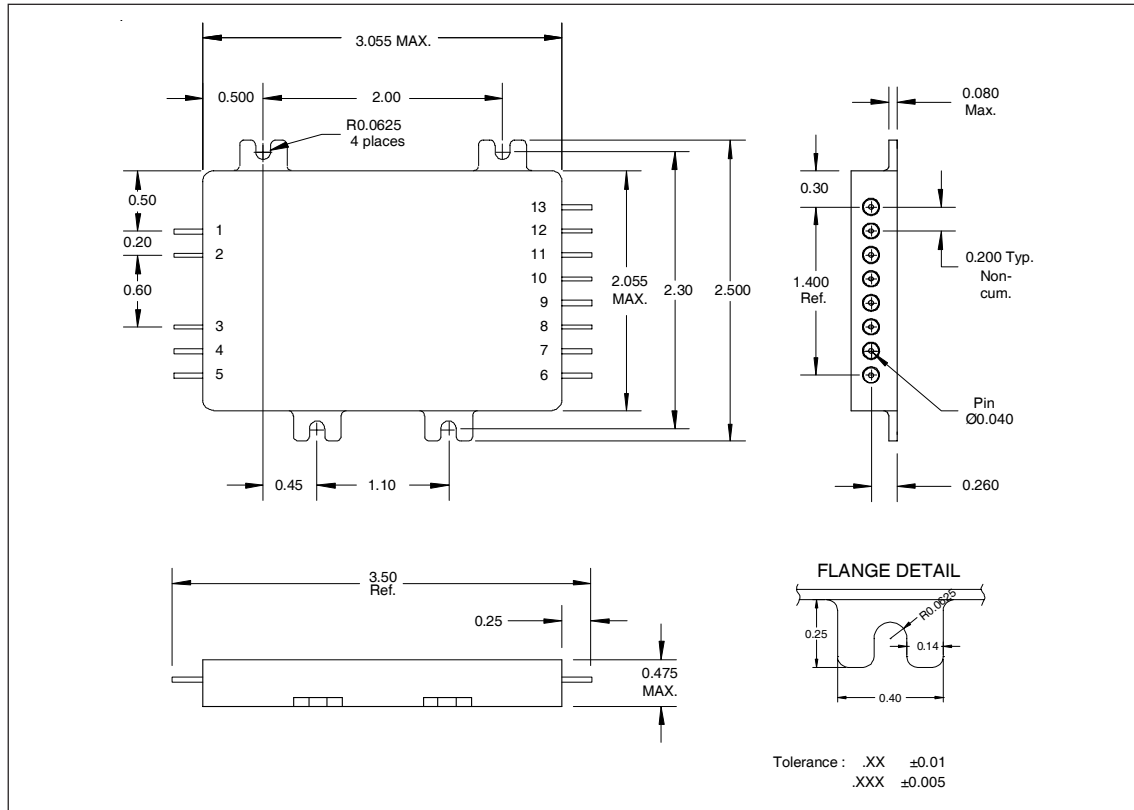 3.055 MAX.
0.500
2.00
0.080
Max.
R0.0625
4 places
0.50
0.30
13
1
12
0.20
2
11
0.200 Typ.
Non-
cum.
10
2.055
MAX.
2.30
2.500
1.400
Ref.
0.60
9
3
8
4
7
5
6
Pin
Ø0.040
0.45
1.10
0.260
3.50
Ref.
0.25
0.475
MAX.
FLANGE DETAIL
R0.0625
0.25
0.14
0.40
Tolerance : .XX ±0.01
.XXX ±0.005